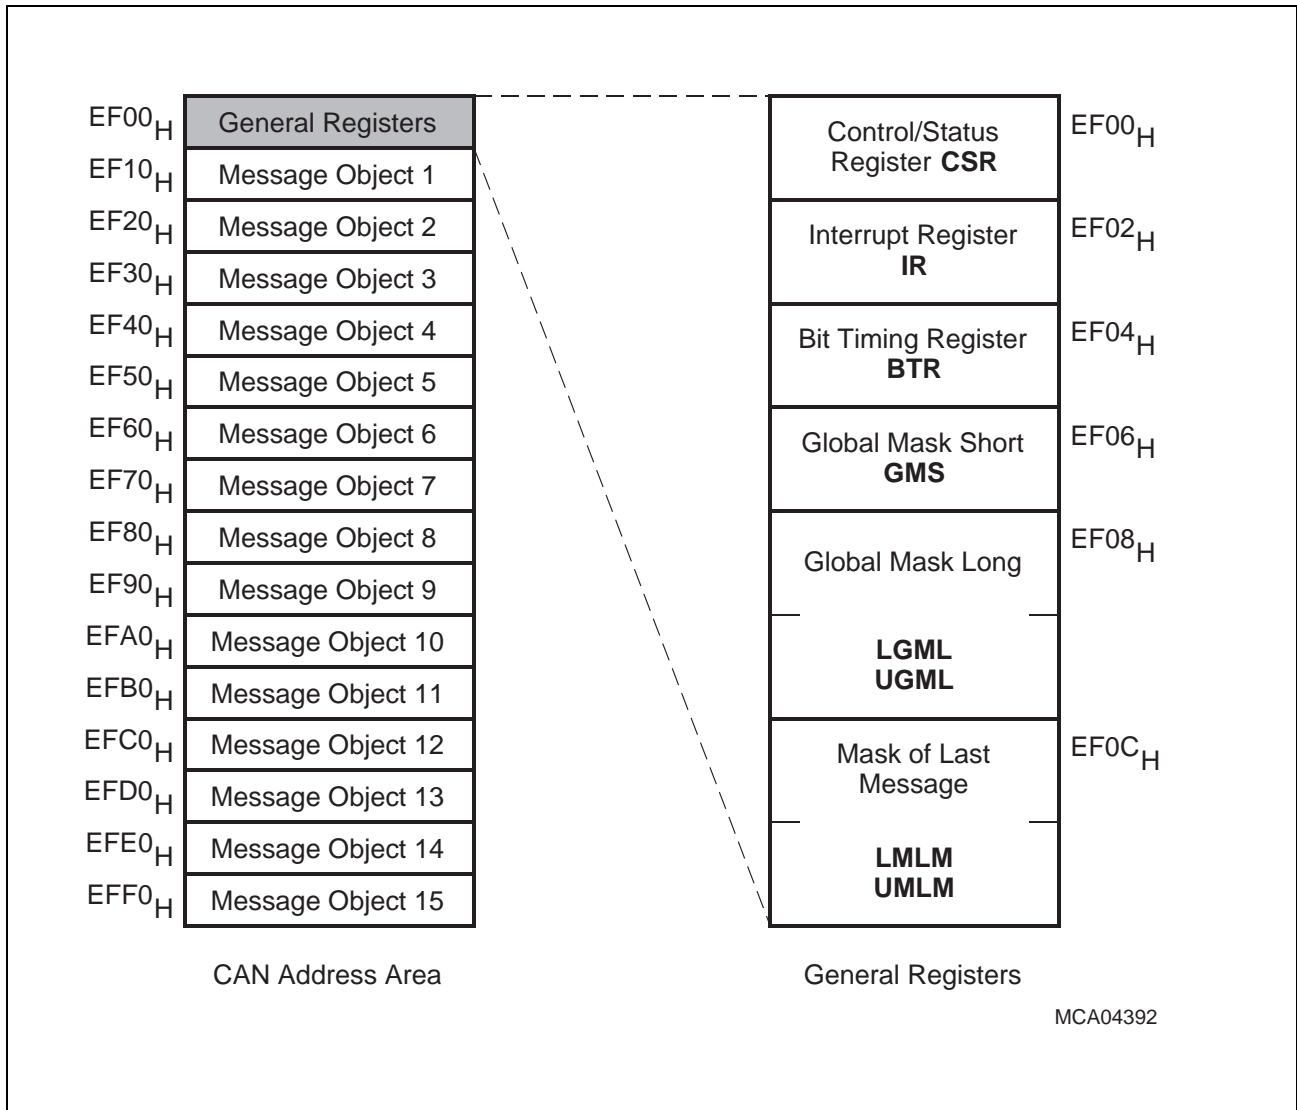 EF00H General Registers
EF10H Message Object 1
EF20H Message Object 2
EF30H Message Object 3
EF40H Message Object 4
EF50H Message Object 5
EF60H Message Object 6
EF70H Message Object 7
EF80H Message Object 8
EF90H Message Object 9
EFA0H Message Object 10
EFB0H Message Object 11
EFC0H Message Object 12
EFD0H Message Object 13
EFE0H Message Object 14
EFF0H Message Object 15
CAN Address Area
Control/Status EF00H
Register CSR
Interrupt Register EF02H
IR
Bit Timing Register EF04H
BTR
Global Mask Short EF06H
GMS
Global Mask Long EF08H
LGML
UGML
Mask of Last EF0CH
Message
LMLM
UMLM
General Registers
MCA04392